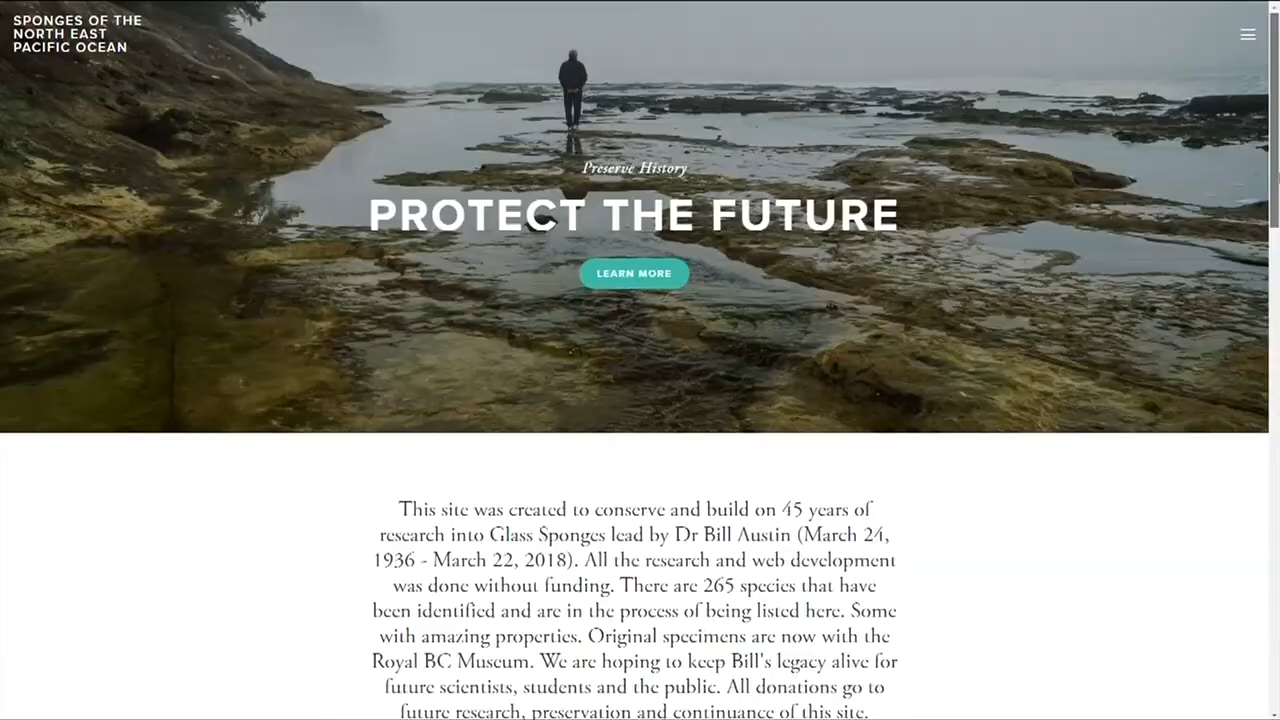 SPONGES OF THE
NORTH EAST
PACIFIC OCEAN
Preserve History
PROTECT THE FUTURE
LEARN MORE
This site was created to conserve and build on 45 years of
research into Glass Sponges lead by Dr Bill Austin (March 24,
1936 - March 22, 2018). All the research and web development
was done without funding. There are 265 species that have
been identified and are in the process of being listed here. Some
with amazing properties. Original specimens are now with the
Royal BC Museum. We are hoping to keep Bill's legacy alive for
future scientists, students and the public. All donations go to
future research, preservation and continuance of this site.